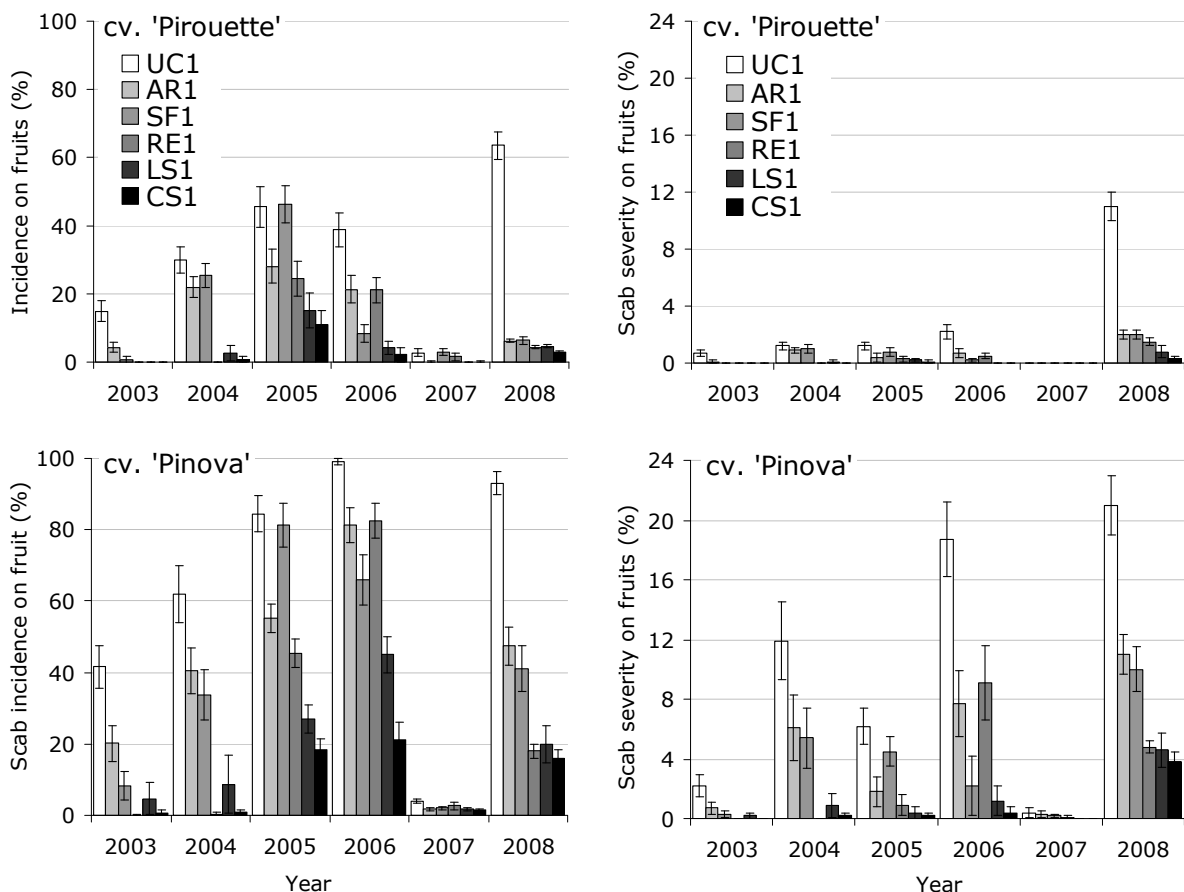 cv. 'Pirouette'
UC1
AR1
SF1
RE1
LS1
CS1
Incidence on fruits (%)
100
80
60
40
20
0
2003 2004 2005 2006 2007 2008
cv. 'Pirouette'
UC1
AR1
SF1
RE1
LS1
CS1
Scab severity on fruits (%)
24
20
16
12
8
4
0
2003 2004 2005 2006 2007 2008
cv. 'Pinova'
Scab incidence on fruit (%)
100
80
60
40
20
0
2003 2004 2005 2006 2007 2008
Year
cv. 'Pinova'
Scab severity on fruits (%)
24
20
16
12
8
4
0
2003 2004 2005 2006 2007 2008
Year